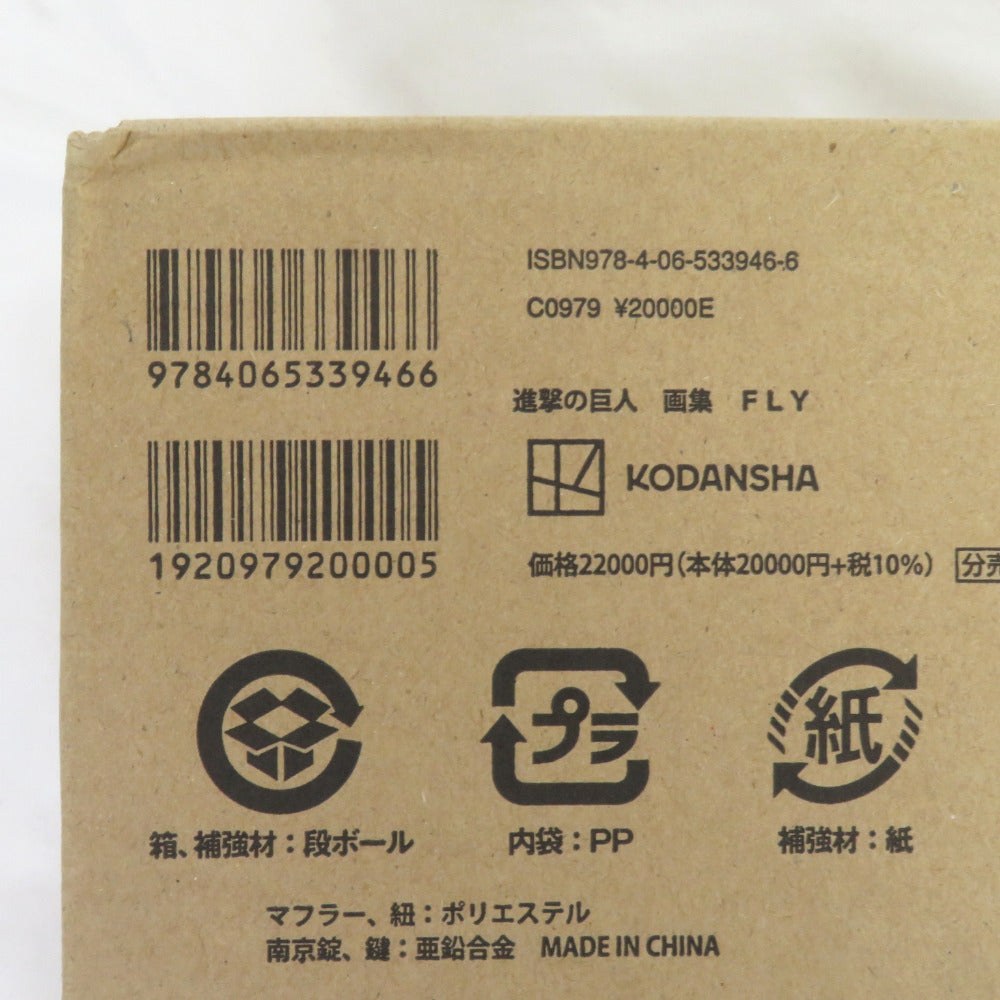 9784065339466
ISBN978-4-06-533946-6
C0979 ¥20000E
進撃の巨人 画集 FLY
KODANSHA
1920979200005
価格22000円(本体20000円+税10%) 分売
プラ
紙
箱、補強材:段ボール
内袋:PP
補強材:紙
マフラー、紐:ポリエステル
南京錠、鍵:亜鉛合金 MADE IN CHINA